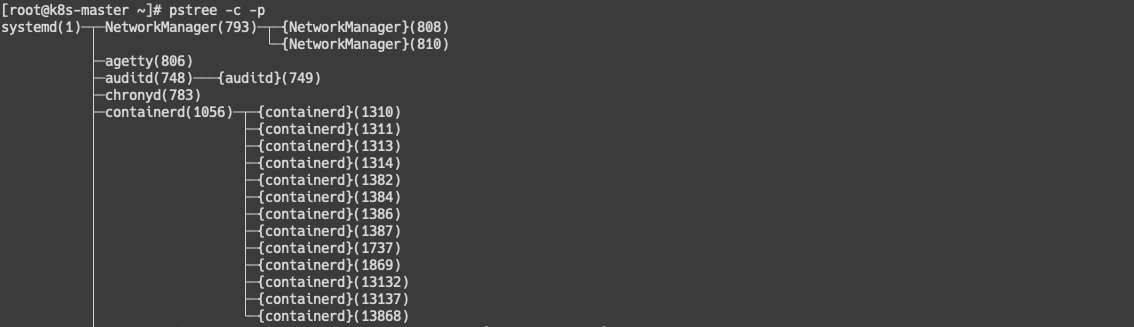 [root@k8s-master ~]# pstree -c -p
systemd(1)─┬─NetworkManager(793)─┬─{NetworkManager}(808)
           │                     └─{NetworkManager}(810)
           ├─agetty(806)
           ├─auditd(748)───{auditd}(749)
           ├─chronyd(783)
           ├─containerd(1056)─┬─{containerd}(1310)
           │                  ├─{containerd}(1311)
           │                  ├─{containerd}(1313)
           │                  ├─{containerd}(1314)
           │                  ├─{containerd}(1382)
           │                  ├─{containerd}(1384)
           │                  ├─{containerd}(1386)
           │                  ├─{containerd}(1387)
           │                  ├─{containerd}(1737)
           │                  ├─{containerd}(1869)
           │                  ├─{containerd}(13132)
           │                  ├─{containerd}(13137)
           │                  └─{containerd}(13868)